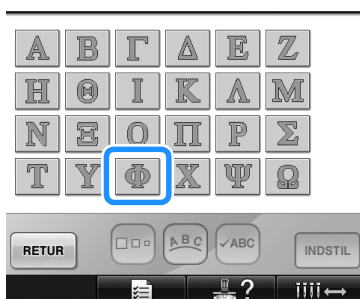 Α Β Γ Δ Ε Ζ
Η Θ Ι Κ Λ Μ
Ν Ξ Ο Π Ρ Σ
Τ Υ Φ Χ Ψ Ω
RETUR ABC ✓ABC INDSTIL
?